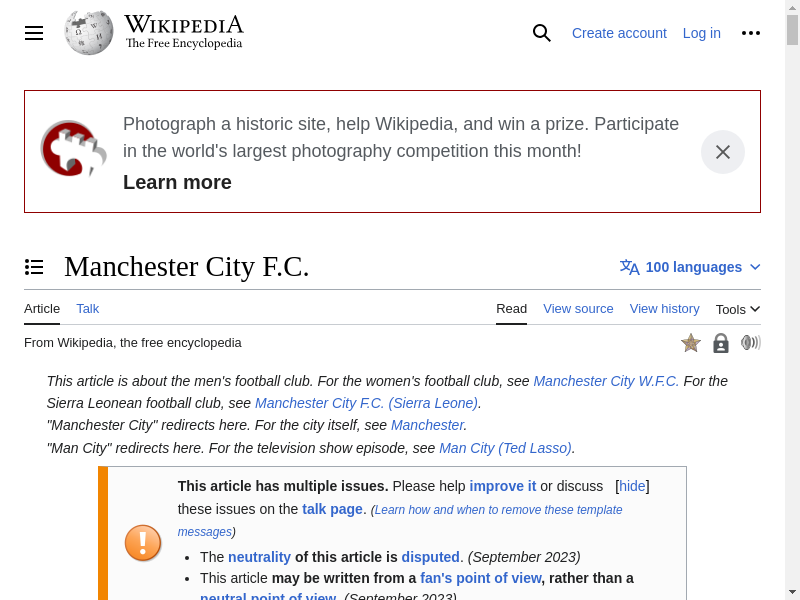 WIKIPEDIA
The Free Encyclopedia
Create account
Log in
Photograph a historic site, help Wikipedia, and win a prize. Participate
in the world's largest photography competition this month!
Learn more
Manchester City F.C.
100 languages
Article
Talk
Read
View source
View history
Tools
From Wikipedia, the free encyclopedia
This article is about the men's football club. For the women's football club, see Manchester City W.F.C. For the
Sierra Leonean football club, see Manchester City F.C. (Sierra Leone).
"Manchester City" redirects here. For the city itself, see Manchester.
"Man City" redirects here. For the television show episode, see Man City (Ted Lasso).
This article has multiple issues. Please help improve it or discuss [hide]
these issues on the talk page. (Learn how and when to remove these template
messages)
• The neutrality of this article is disputed. (September 2023)
• This article may be written from a fan's point of view, rather than a
neutral point of view. (September 2023)